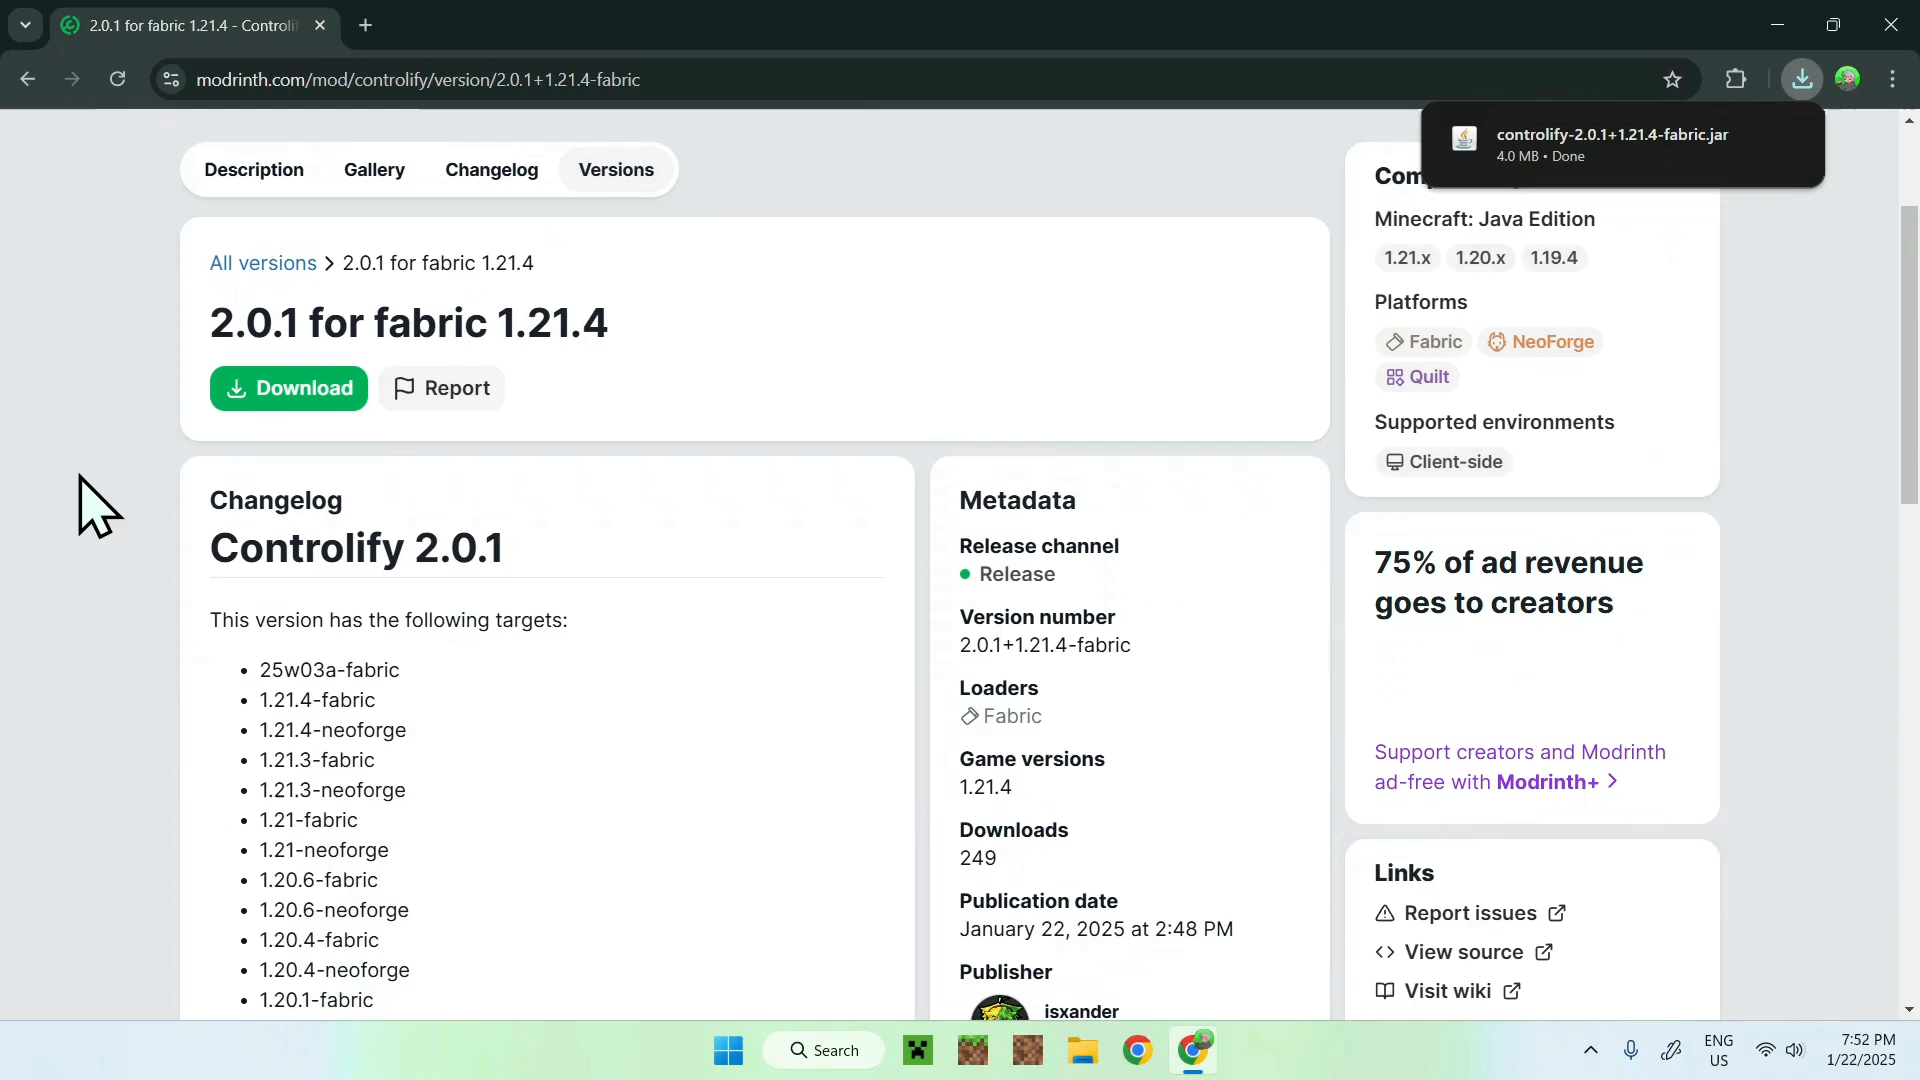 2.0.1 for fabric 1.21.4 - Controlif
modrinth.com/mod/controlify/version/2.0.1+1.21.4-fabric
controlify-2.0.1+1.21.4-fabric.jar
4.0 MB • Done
Description
Gallery
Changelog
Versions
All versions > 2.0.1 for fabric 1.21.4
2.0.1 for fabric 1.21.4
Download
Report
Changelog
Controlify 2.0.1
This version has the following targets:
• 25w03a-fabric
• 1.21.4-fabric
• 1.21.4-neoforge
• 1.21.3-fabric
• 1.21.3-neoforge
• 1.21-fabric
• 1.21-neoforge
• 1.20.6-fabric
• 1.20.6-neoforge
• 1.20.4-fabric
• 1.20.4-neoforge
• 1.20.1-fabric
Metadata
Release channel
• Release
Version number
2.0.1+1.21.4-fabric
Loaders
Fabric
Game versions
1.21.4
Downloads
249
Publication date
January 22, 2025 at 2:48 PM
Publisher
isxander
Minecraft: Java Edition
1.21.x
1.20.x
1.19.4
Platforms
Fabric
NeoForge
Quilt
Supported environments
Client-side
75% of ad revenue
goes to creators
Support creators and Modrinth
ad-free with Modrinth+ >
Links
Report issues
View source
Visit wiki
Search
ENG
US
7:52 PM
1/22/2025